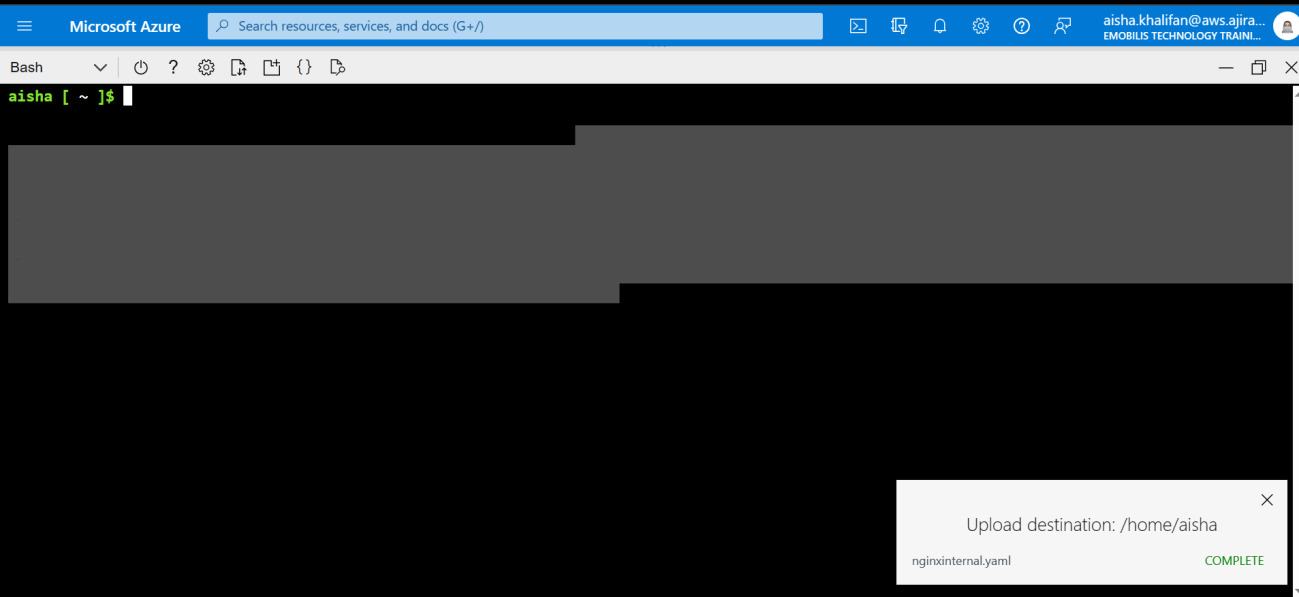 Microsoft Azure
Search resources, services, and docs (G+/)
aisha.khalifan@aws.ajira...
EMOBILIS TECHNOLOGY TRAINI...
Bash
aisha [ ~ ]$
Upload destination: /home/aisha
nginxinternal.yaml COMPLETE